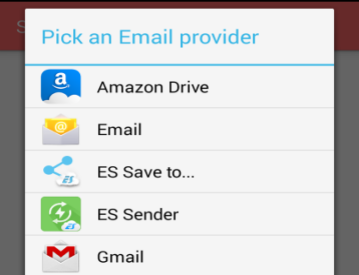 S
Pick an Email provider
Amazon Drive
Email
ES Save to...
ES Sender
Gmail